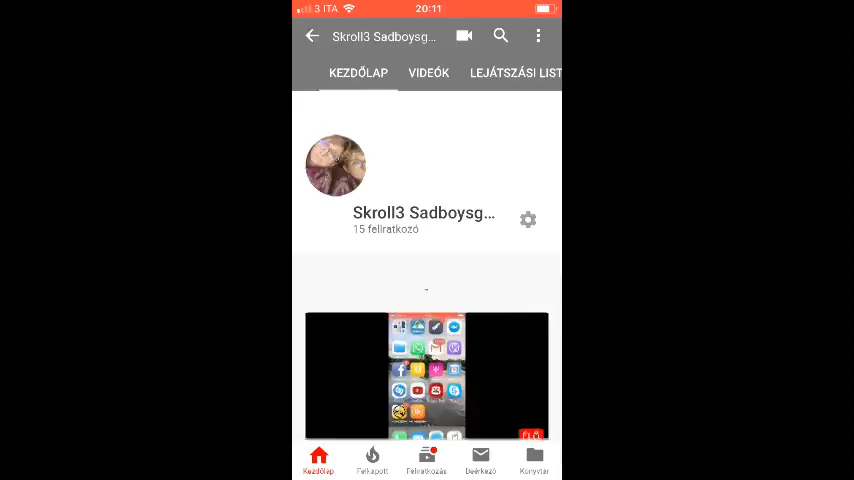 3 ITA
20:11
Skroll3 Sadboysg...
KEZDŐLAP VIDEÓK LEJÁTSZÁSI LIST
Skroll3 Sadboysg...
15 feliratkozó
-
ÉLŐ
Kezdőlap Felkapott Feliratkozás Beérkező Könyvtár